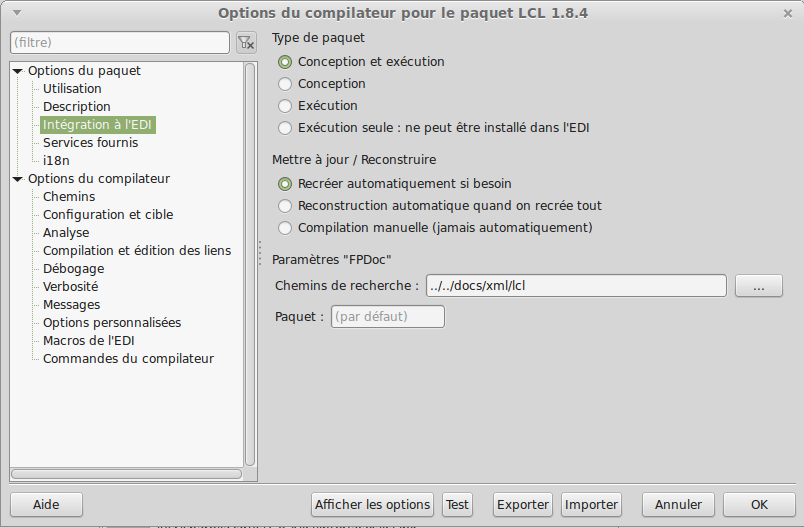 Options du compilateur pour le paquet LCL 1.8.4
(filtre)
Options du paquet
Utilisation
Description
Intégration à l'EDI
Services fournis
i18n
Options du compilateur
Chemins
Configuration et cible
Analyse
Compilation et édition des liens
Débogage
Verbosité
Messages
Options personnalisées
Macros de l'EDI
Commandes du compilateur
Type de paquet
Conception et exécution
Conception
Exécution
Exécution seule : ne peut être installé dans l'EDI
Mettre à jour / Reconstruire
Recréer automatiquement si besoin
Reconstruction automatique quand on recrée tout
Compilation manuelle (jamais automatiquement)
Paramètres "FPDoc"
Chemins de recherche : ../../docs/xml/lcl ...
Paquet : (par défaut)
Aide Afficher les options Test Exporter Importer Annuler OK